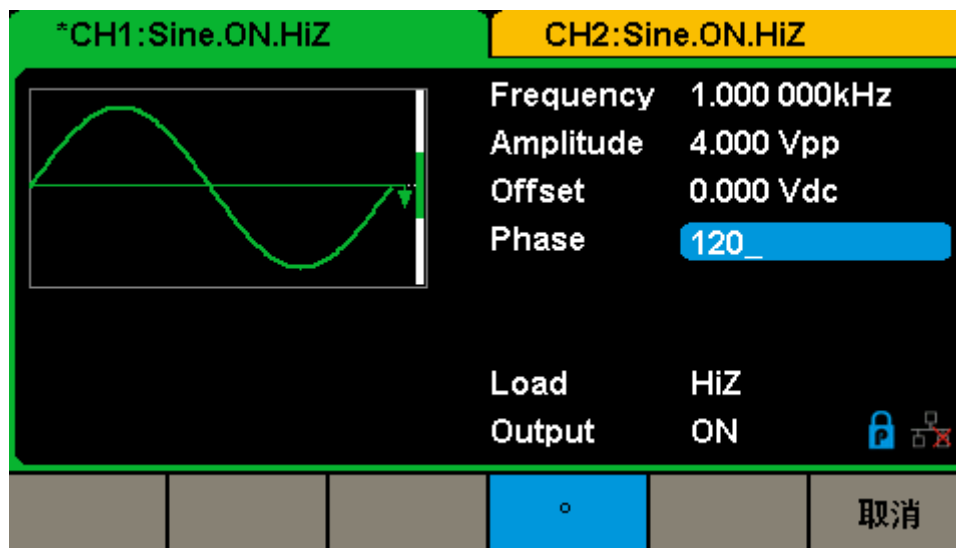 *CH1:Sine.ON.HiZ CH2:Sine.ON.HiZ
Frequency 1.000 000kHz
Amplitude 4.000 Vpp
Offset 0.000 Vdc
Phase 120_
Load HiZ
Output ON
P
° 取消